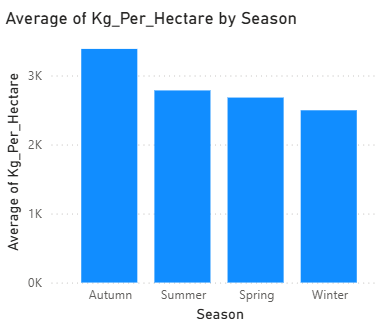 Average of Kg_Per_Hectare by Season
Average of Kg_Per_Hectare
3K
2K
1K
0K
Autumn Summer Spring Winter
Season